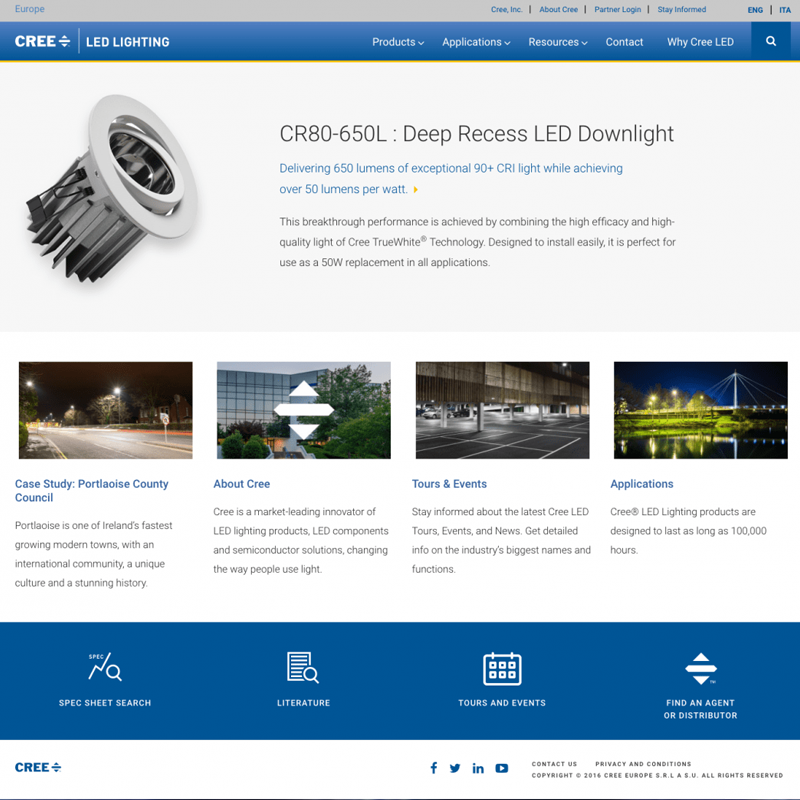 Europe
Cree, Inc. | About Cree | Partner Login | Stay Informed
ENG | ITA
CREE LED LIGHTING
Products Applications Resources Contact Why Cree LED
CR80-650L : Deep Recess LED Downlight
Delivering 650 lumens of exceptional 90+ CRI light while achieving
over 50 lumens per watt.
This breakthrough performance is achieved by combining the high efficacy and high-
quality light of Cree TrueWhite® Technology. Designed to install easily, it is perfect for
use as a 50W replacement in all applications.
Case Study: Portlaoise County
Council
Portlaoise is one of Ireland's fastest
growing modern towns, with an
international community, a unique
culture and a stunning history.
About Cree
Cree is a market-leading innovator of
LED lighting products, LED components
and semiconductor solutions, changing
the way people use light.
Tours & Events
Stay informed about the latest Cree LED
Tours, Events, and News. Get detailed
info on the industry's biggest names and
functions.
Applications
Cree® LED Lighting products are
designed to last as long as 100,000
hours.
SPEC
SPEC SHEET SEARCH
LITERATURE
TOURS AND EVENTS
TM
FIND AN AGENT
OR DISTRIBUTOR
CREE
CONTACT US PRIVACY AND CONDITIONS
COPYRIGHT © 2016 CREE EUROPE S.R.L A S.U. ALL RIGHTS RESERVED